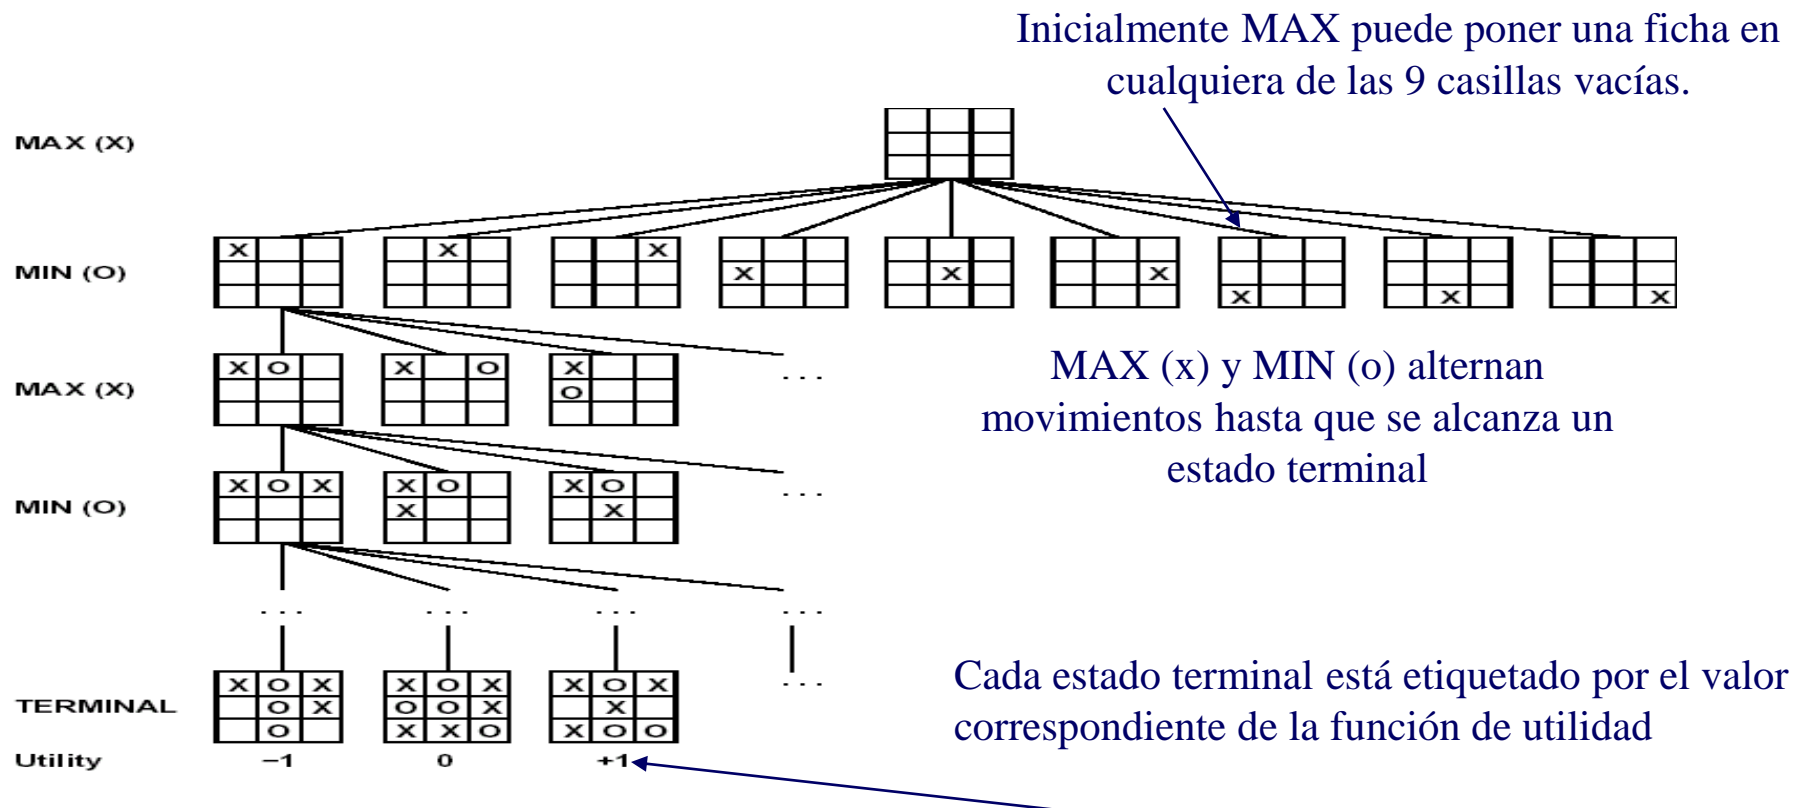 Inicialmente MAX puede poner una ficha en
cualquiera de las 9 casillas vacías.
MAX (X)
MIN (O)
X
X
X
X
X
X
X
X
X
MAX (X)
X O
X O
X
O
. . .
MAX (x) y MIN (o) alternan
movimientos hasta que se alcanza un
estado terminal
MIN (O)
X O X
X O
X
X O
X
. . .
. . . . . . . . . . . .
TERMINAL
X O X
O X
O
X O X
O O X
X X O
X O X
X
X O O
. . .
Cada estado terminal está etiquetado por el valor
correspondiente de la función de utilidad
Utility −1 0 +1